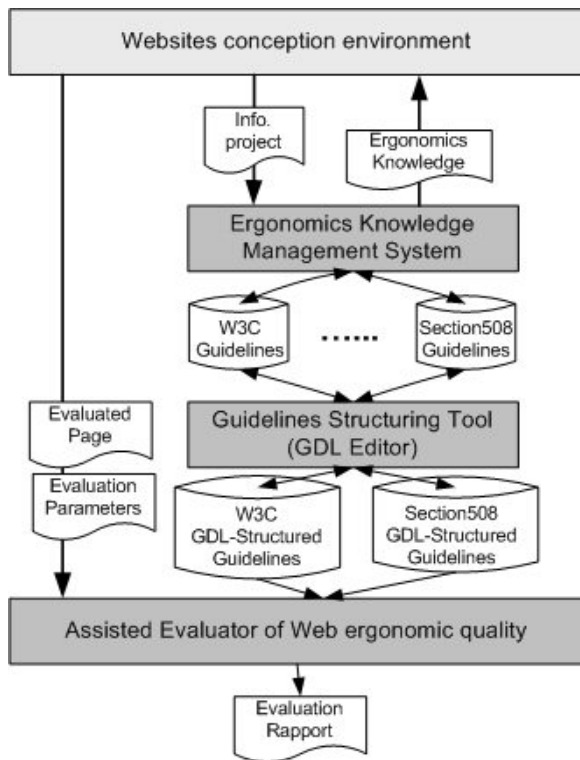 Websites conception environment
Info.
project
Ergonomics
Knowledge
Ergonomics Knowledge
Management System
W3C
Guidelines
......
Section508
Guidelines
Evaluated
Page
Guidelines Structuring Tool
(GDL Editor)
Evaluation
Parameters
W3C
GDL-Structured
Guidelines
Section508
GDL-Structured
Guidelines
Assisted Evaluator of Web ergonomic quality
Evaluation
Rapport